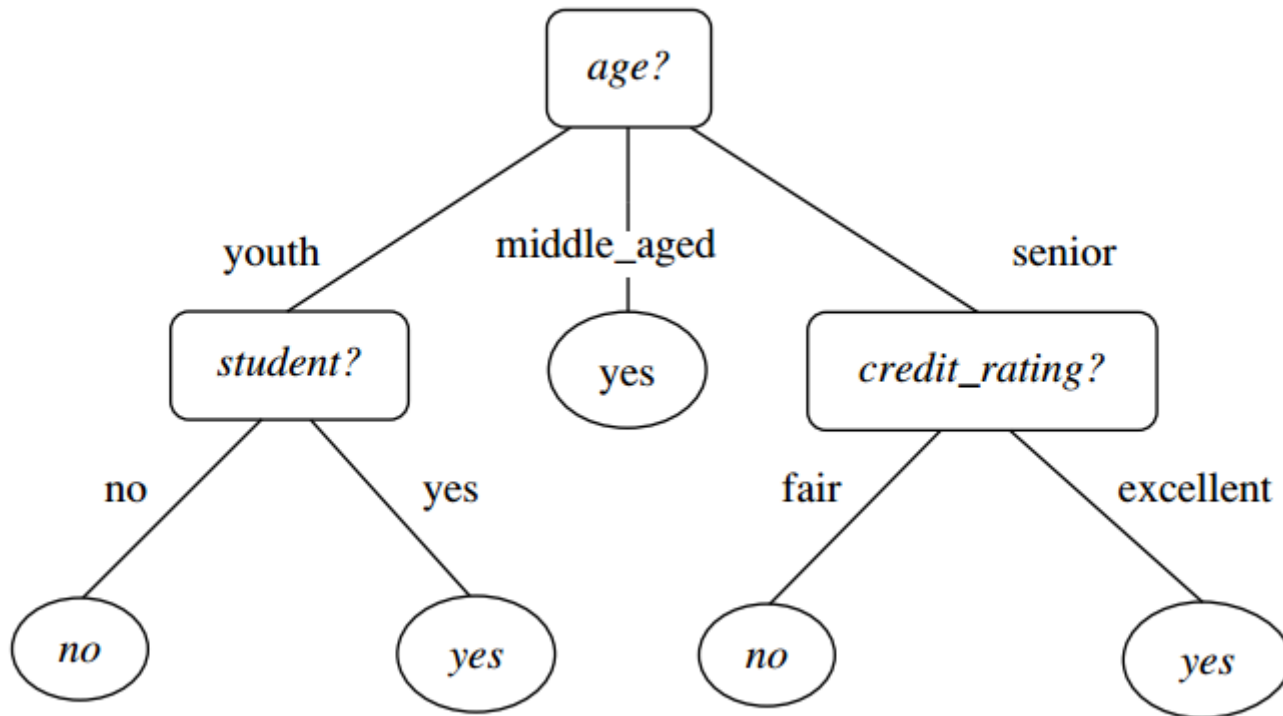 age?
youth
middle_aged
senior
student?
yes
credit_rating?
no
yes
fair
excellent
no
yes
no
yes